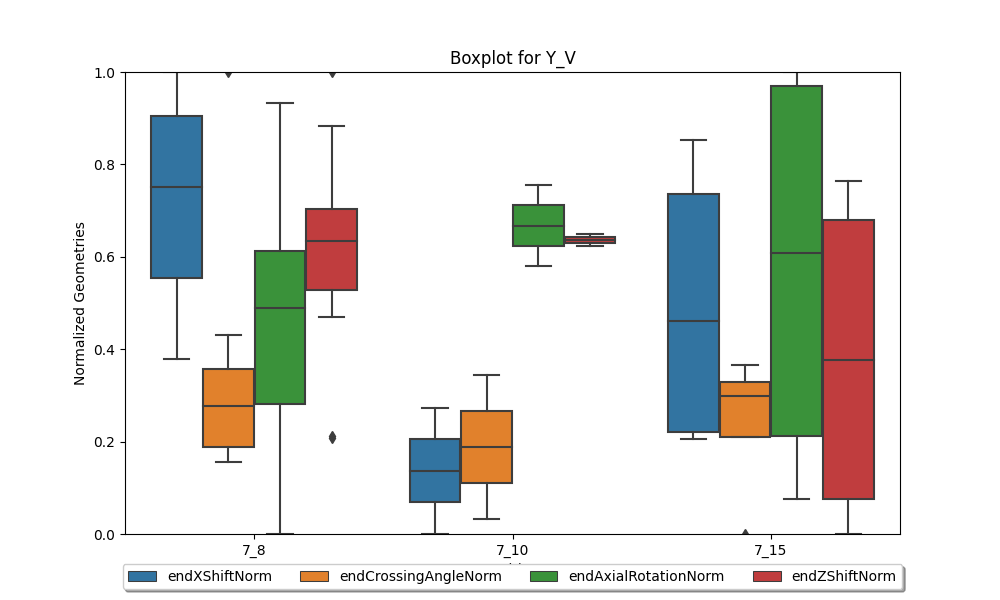 Boxplot for Y_V
Normalized Geometries
1.0
0.8
0.6
0.4
0.2
0.0
7_8 7_10 7_15
endXShiftNorm endCrossingAngleNorm endAxialRotationNorm endZShiftNorm